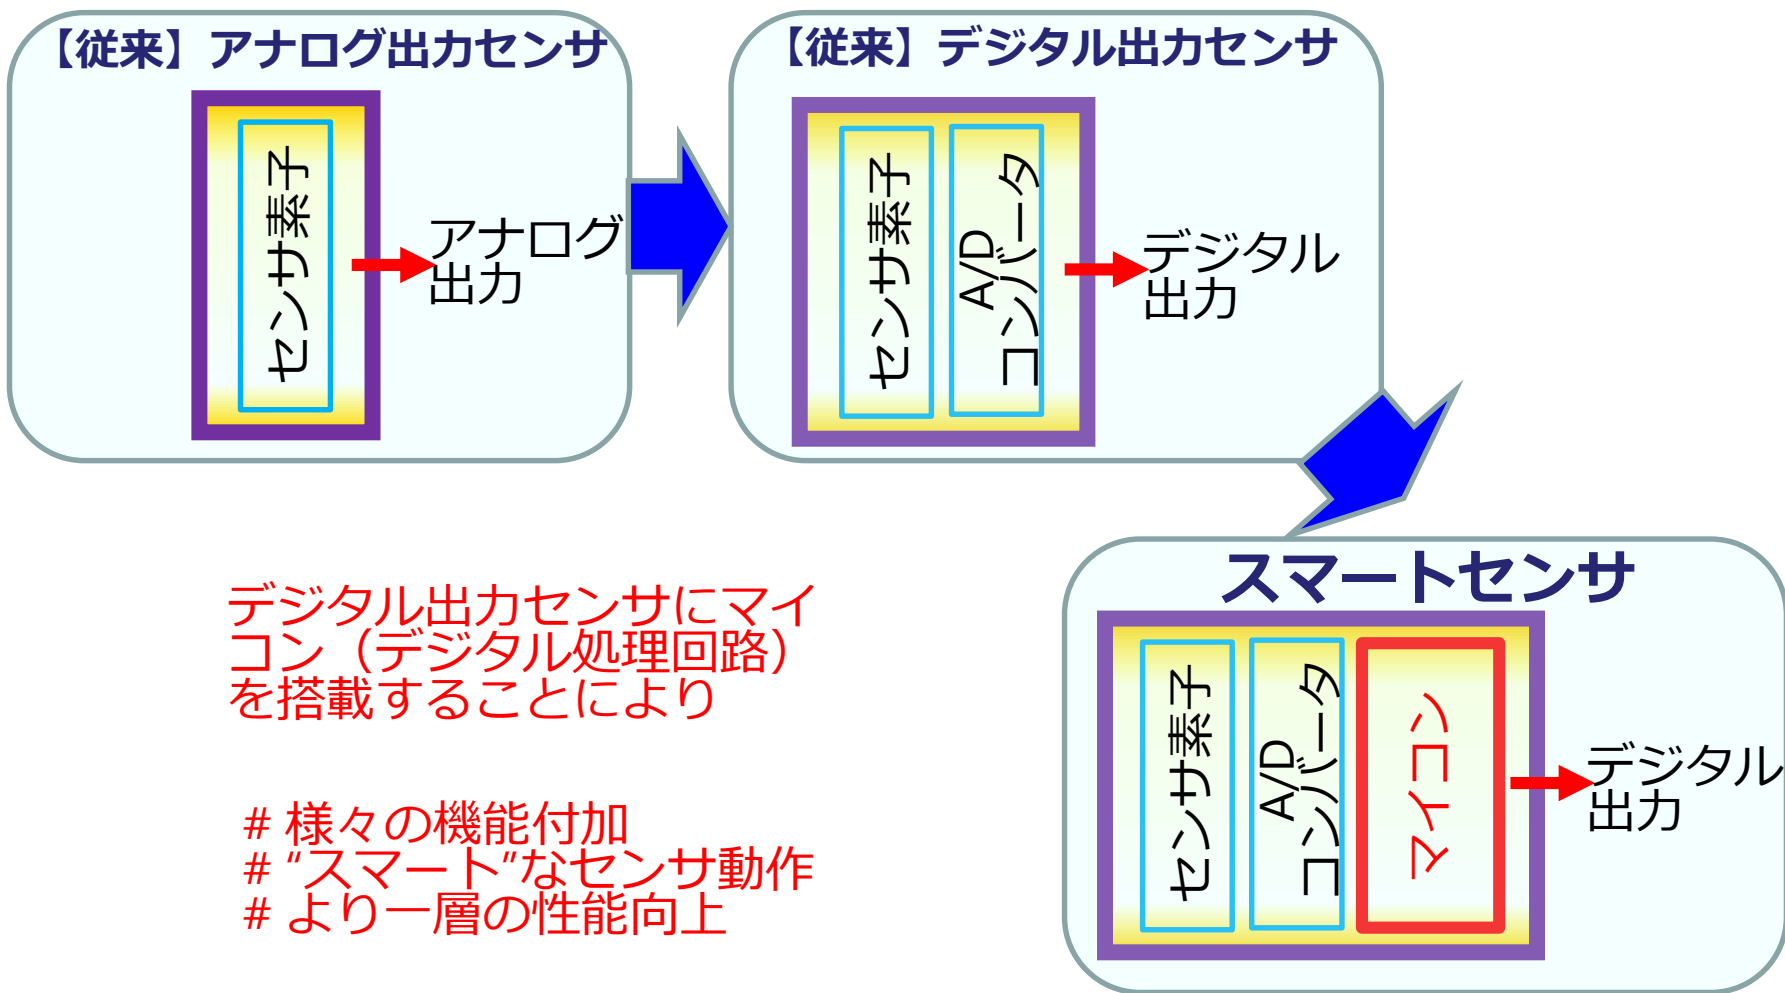 【従来】アナログ出力センサ
センサ素子
アナログ
出力
【従来】デジタル出力センサ
センサ素子
A/D
コンバータ
デジタル
出力
デジタル出力センサにマイ
コン（デジタル処理回路）
を搭載することにより
# 様々の機能付加
# “スマート”なセンサ動作
# より一層の性能向上
スマートセンサ
センサ素子
A/D
コンバータ
マイコン
デジタル
出力